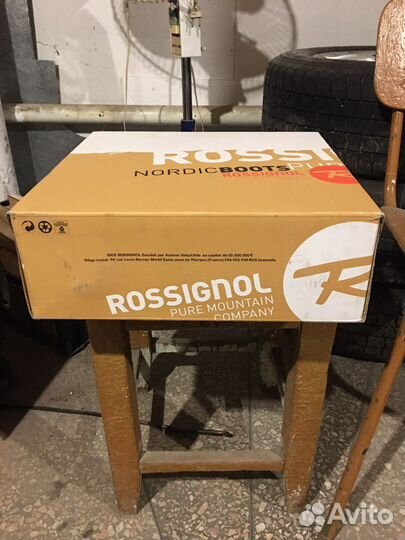 ROSSI
NORDICBOOTSPUR
ROSSIGNOL
SKIS ROSSIGNOL Société par Actions Simplifiée au capital de 50.000.000 €
ROSSIGNOL
PURE MOUNTAIN
COMPANY
Avito